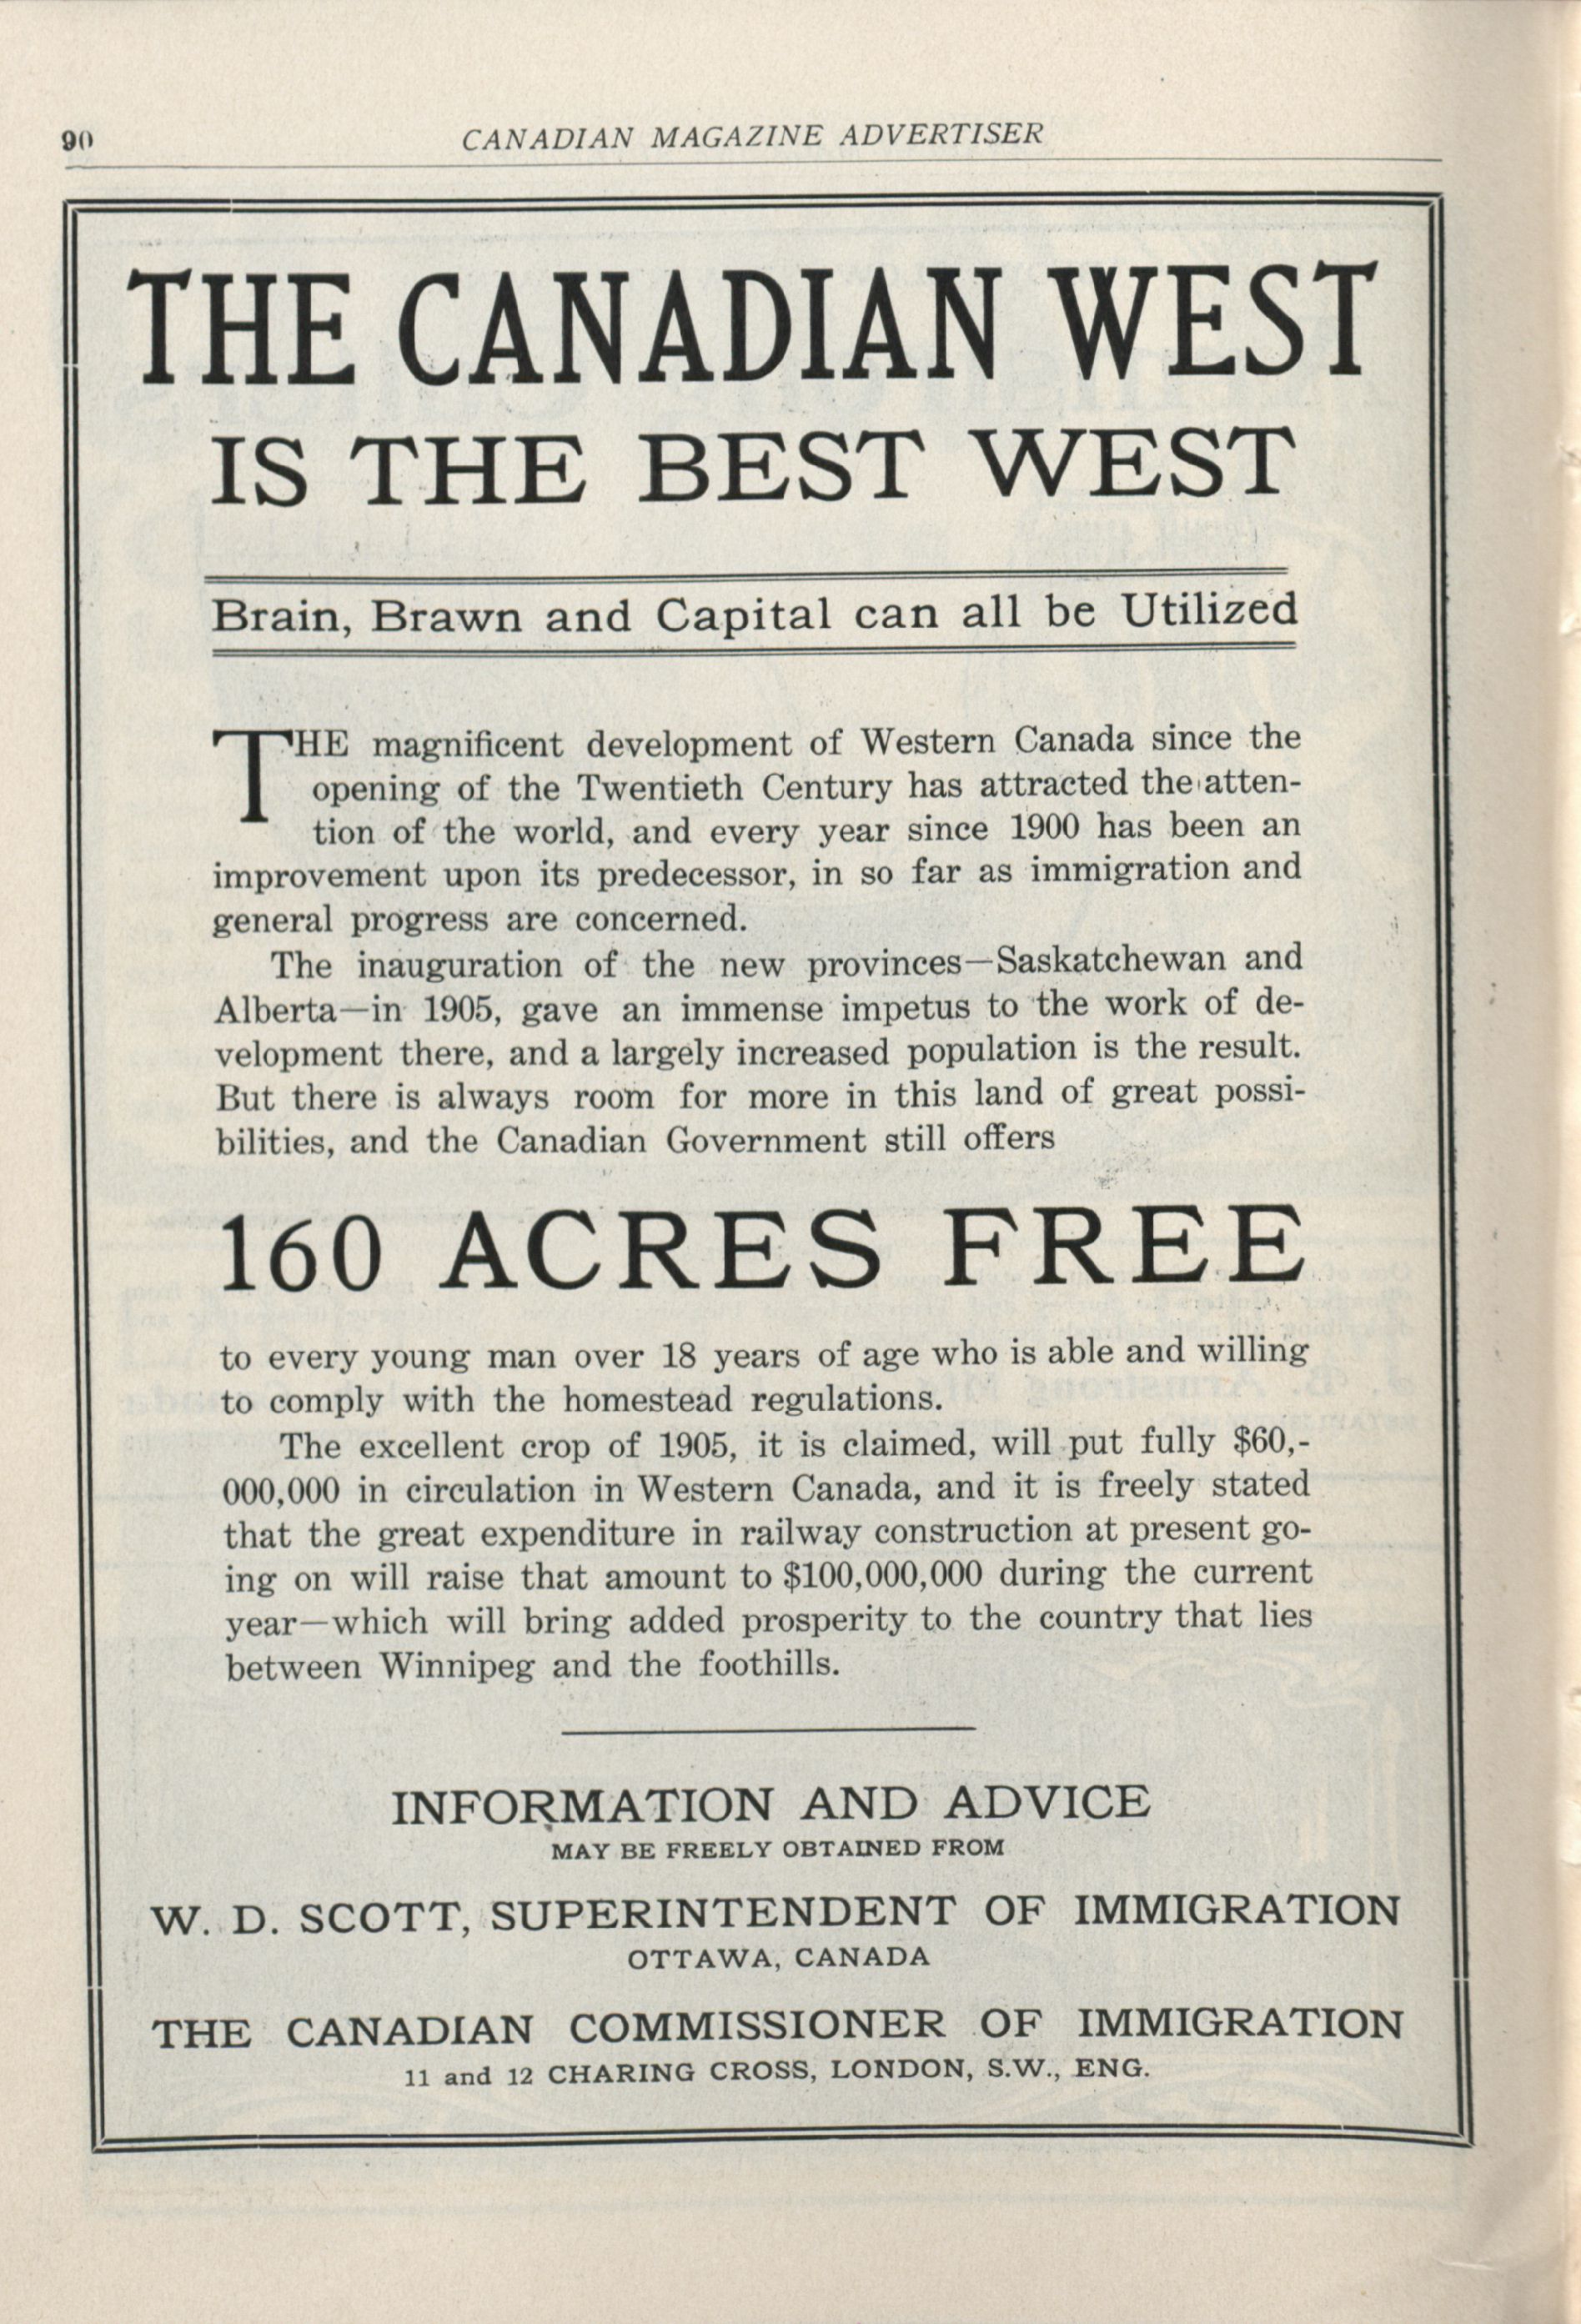 90
CANADIAN MAGAZINE ADVERTISER
THE CANADIAN WEST
IS THE BEST WEST
Brain, Brawn and Capital can all be Utilized
THE magnificent development of Western Canada since the
opening of the Twentieth Century has attracted the atten-
tion of the world, and every year since 1900 has been an
improvement upon its predecessor, in so far as immigration and
general progress are concerned.
The inauguration of the new provinces—Saskatchewan and
Alberta—in 1905, gave an immense impetus to the work of de-
velopment there, and a largely increased population is the result.
But there is always room for more in this land of great possi-
bilities, and the Canadian Government still offers
160 ACRES FREE
to every young man over 18 years of age who is able and willing
to comply with the homestead regulations.
The excellent crop of 1905, it is claimed, will put fully $60,-
000,000 in circulation in Western Canada, and it is freely stated
that the great expenditure in railway construction at present go-
ing on will raise that amount to $100,000,000 during the current
year—which will bring added prosperity to the country that lies
between Winnipeg and the foothills.
INFORMATION AND ADVICE
MAY BE FREELY OBTAINED FROM
W. D. SCOTT, SUPERINTENDENT OF IMMIGRATION
OTTAWA, CANADA
THE CANADIAN COMMISSIONER OF IMMIGRATION
11 and 12 CHARING CROSS, LONDON, S.W., ENG.